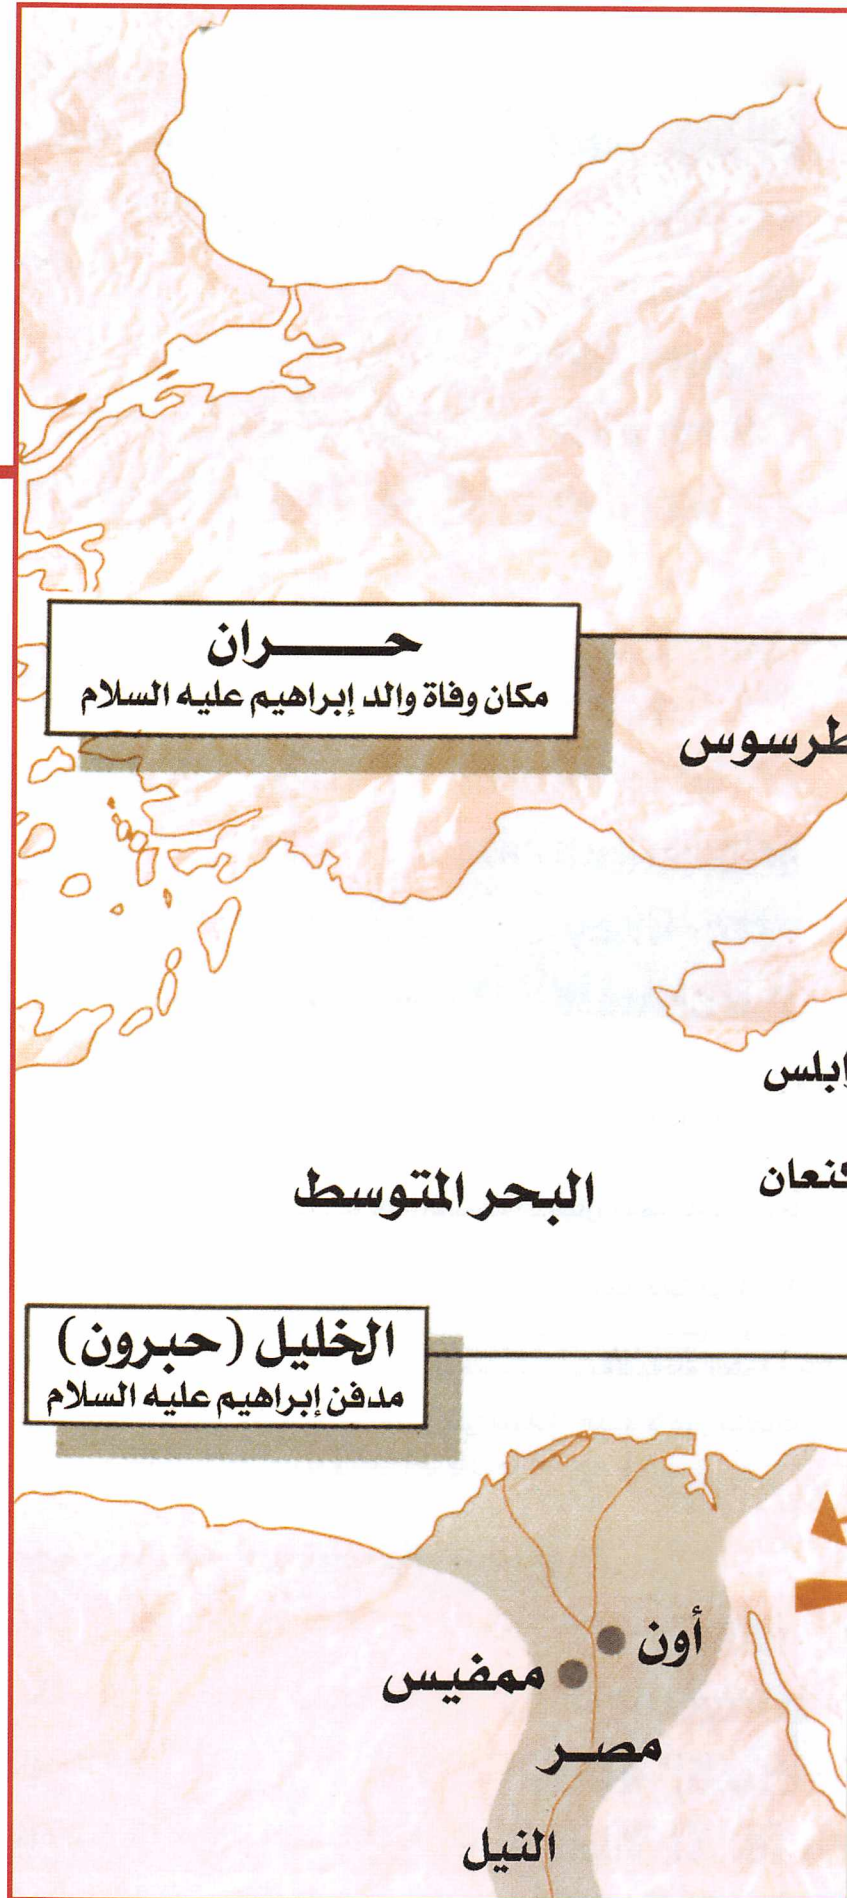 حـــران
مكان وفاة والد إبراهيم عليه السلام
طرسوس
ابلس
كنعان
البحر المتوسط
الخليل (حبرون)
مدفن إبراهيم عليه السلام
أون
ممفيس
مصر
النيل